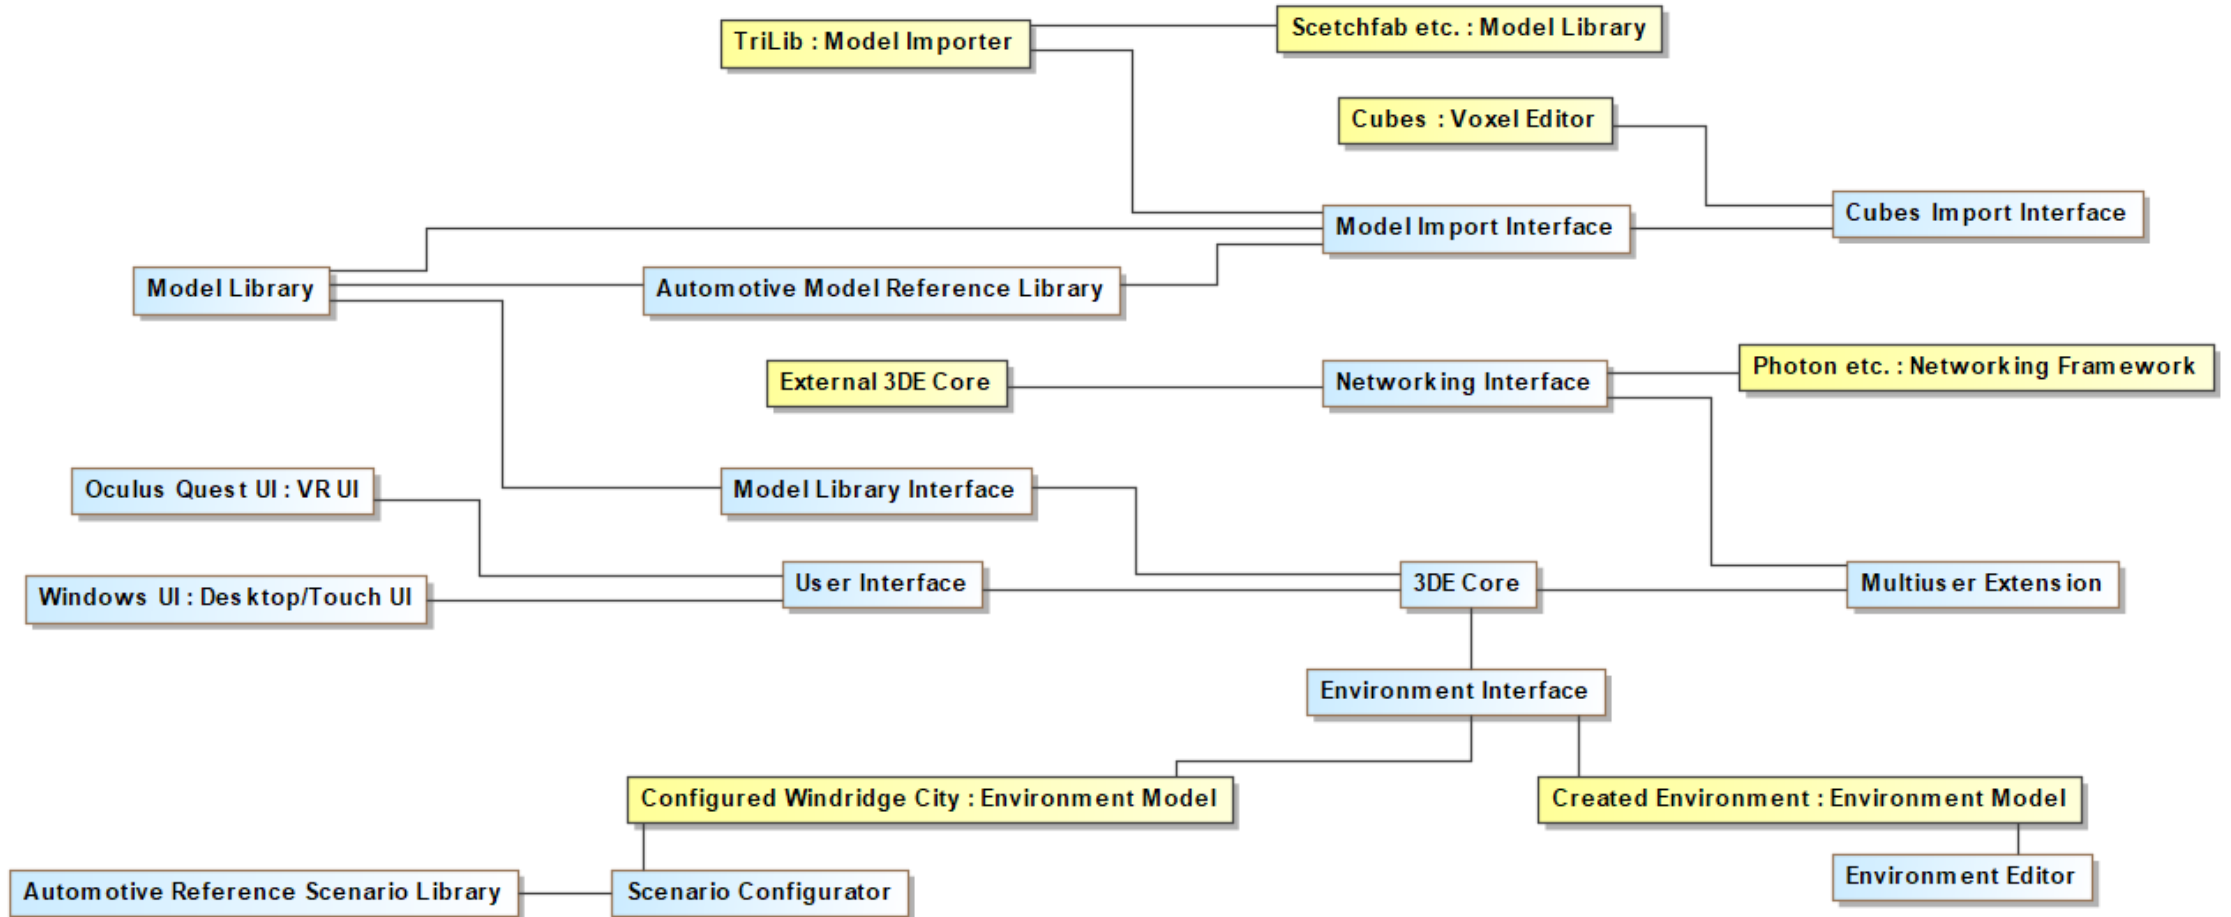 TriLib : Model Importer
Scetchfab etc. : Model Library
Cubes : Voxel Editor
Cubes Import Interface
Model Import Interface
Model Library
Automotive Model Reference Library
External 3DE Core
Networking Interface
Photon etc. : Networking Framework
Oculus Quest UI : VR UI
Model Library Interface
Windows UI : Desktop/Touch UI
User Interface
3DE Core
Multiuser Extension
Environment Interface
Configured Windridge City : Environment Model
Created Environment : Environment Model
Automotive Reference Scenario Library
Scenario Configurator
Environment Editor